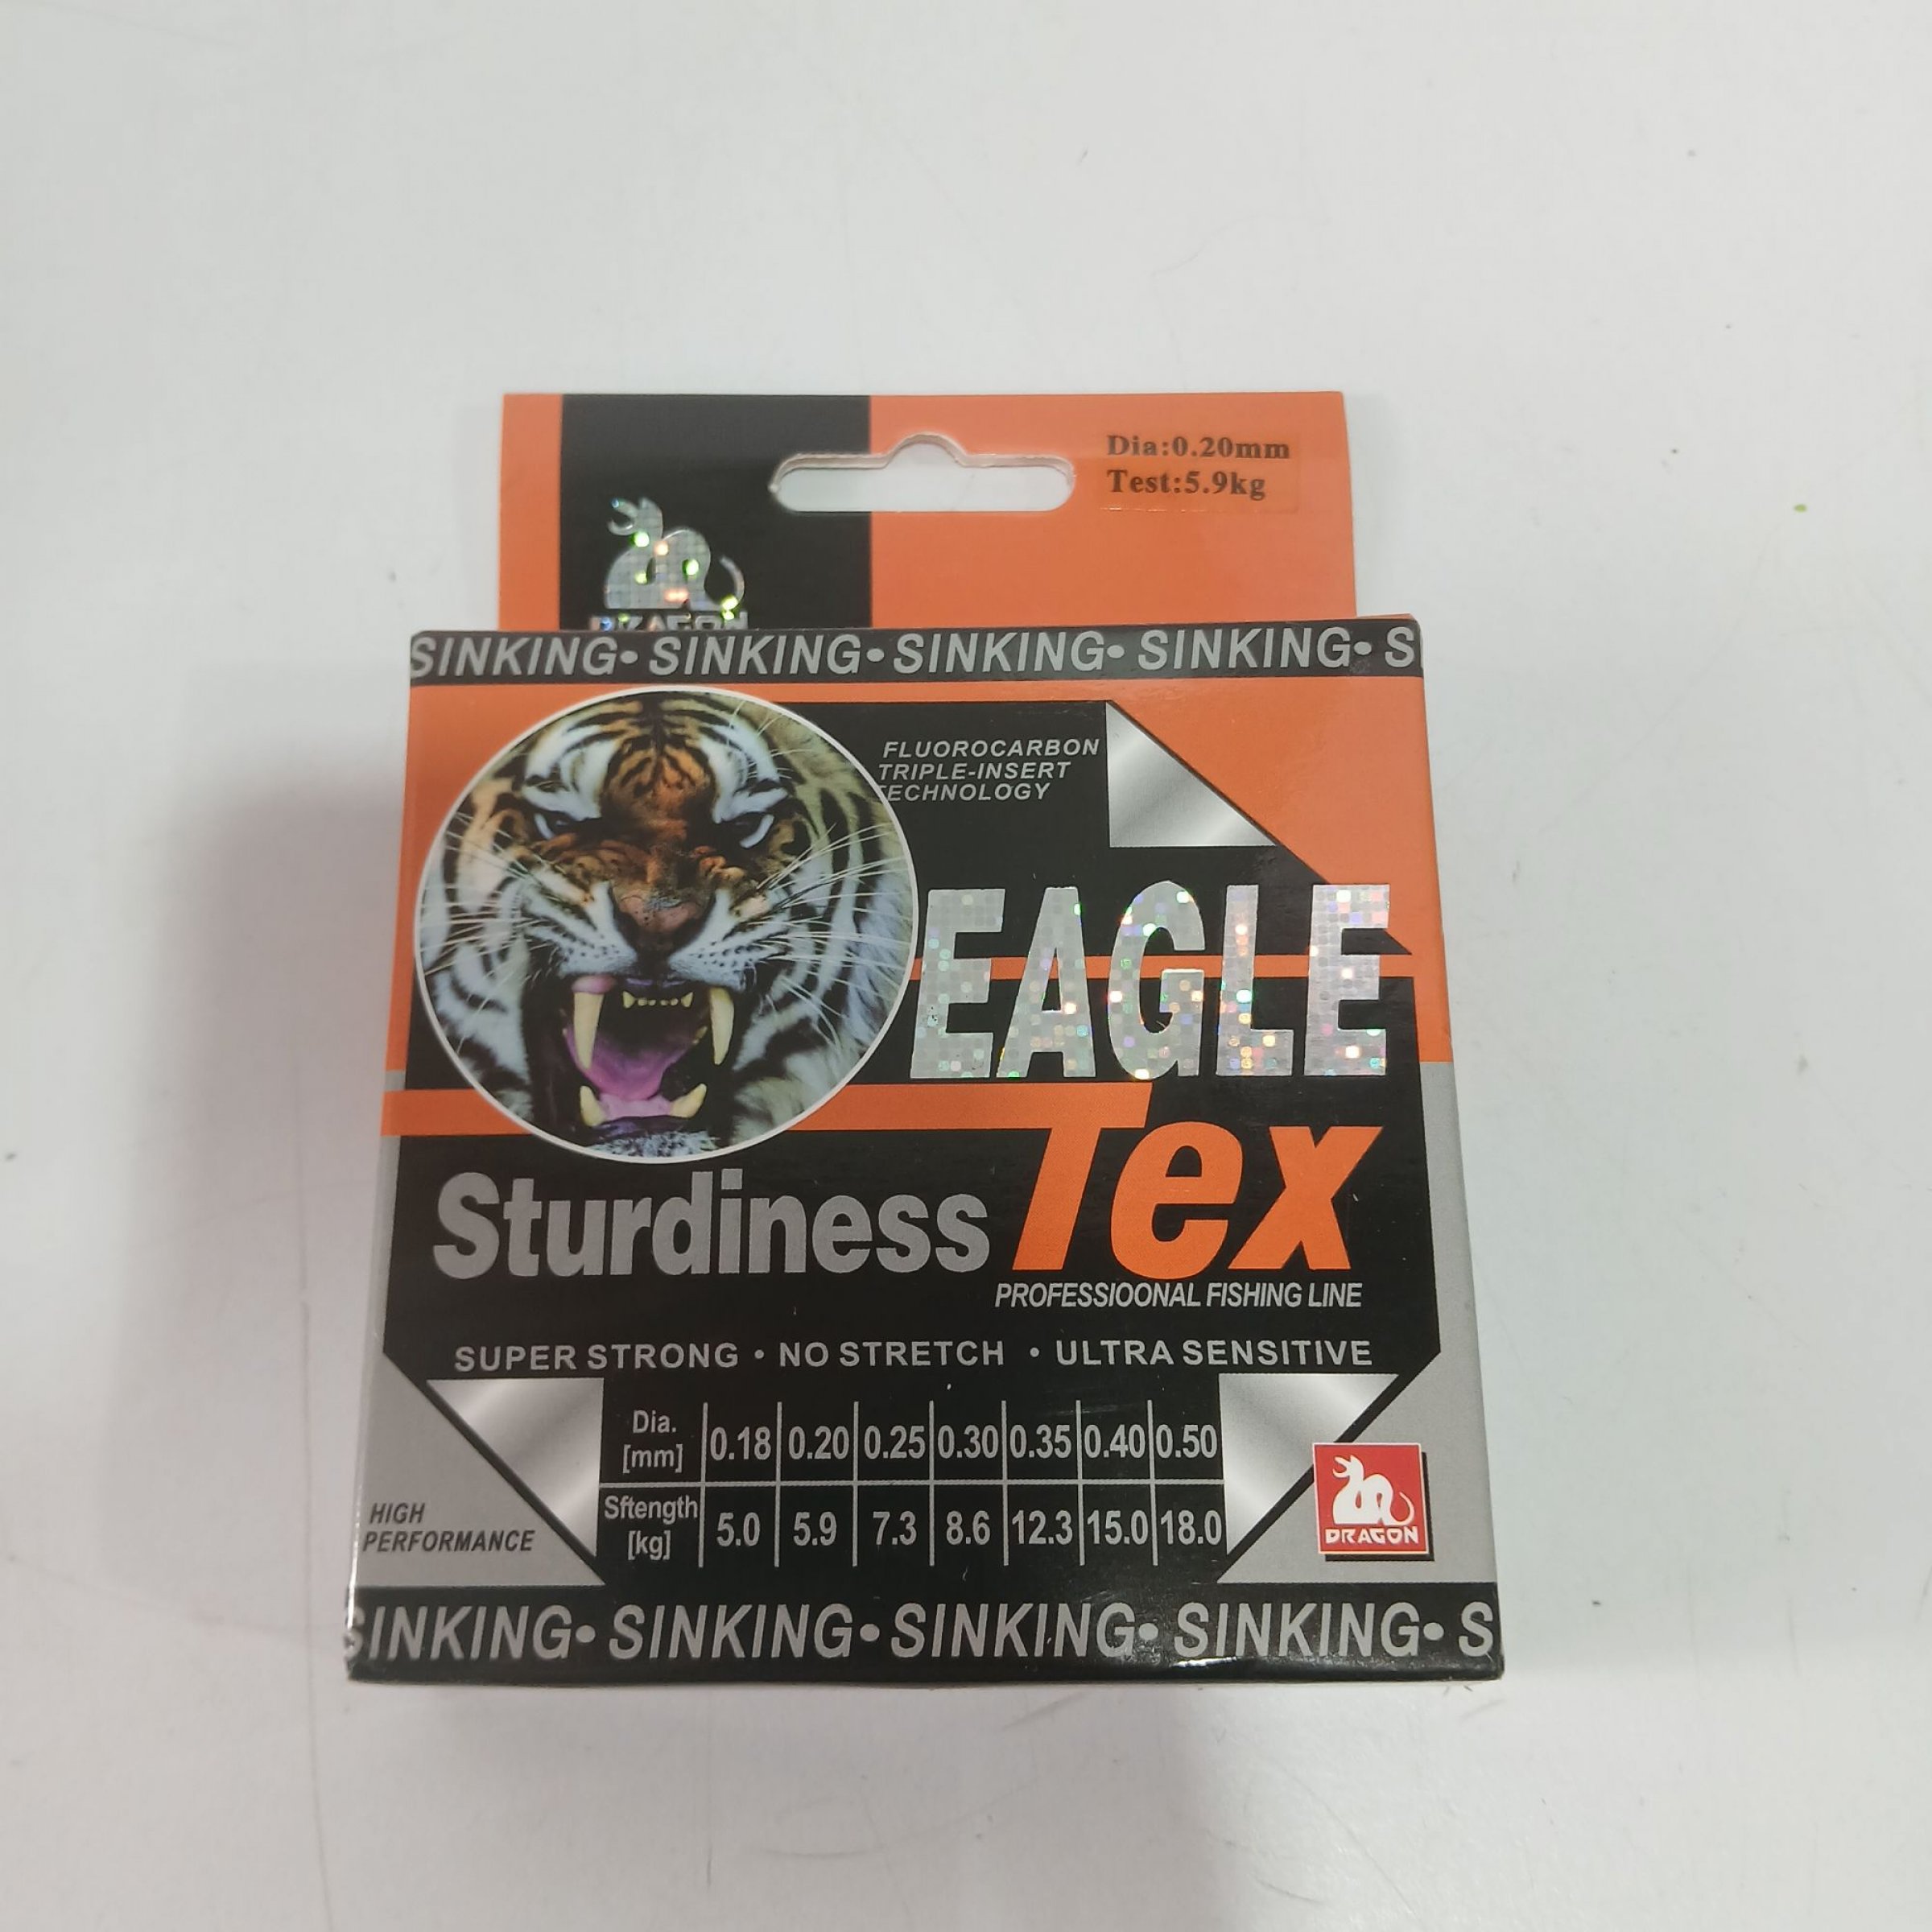 Dia:0.20mm
Test:5.9kg
DRAGON
SINKING• SINKING• SINKING• SINKING• S
FLUOROCARBON
TRIPLE-INSERT
TECHNOLOGY
EAGLE
Tex
Sturdiness
PROFESSIOONAL FISHING LINE
SUPER STRONG • NO STRETCH • ULTRA SENSITIVE
Dia. [mm] 0.18 0.20 0.25 0.30 0.35 0.40 0.50
Sftength [kg] 5.0 5.9 7.3 8.6 12.3 15.0 18.0
HIGH
PERFORMANCE
DRAGON
SINKING• SINKING• SINKING• SINKING• S